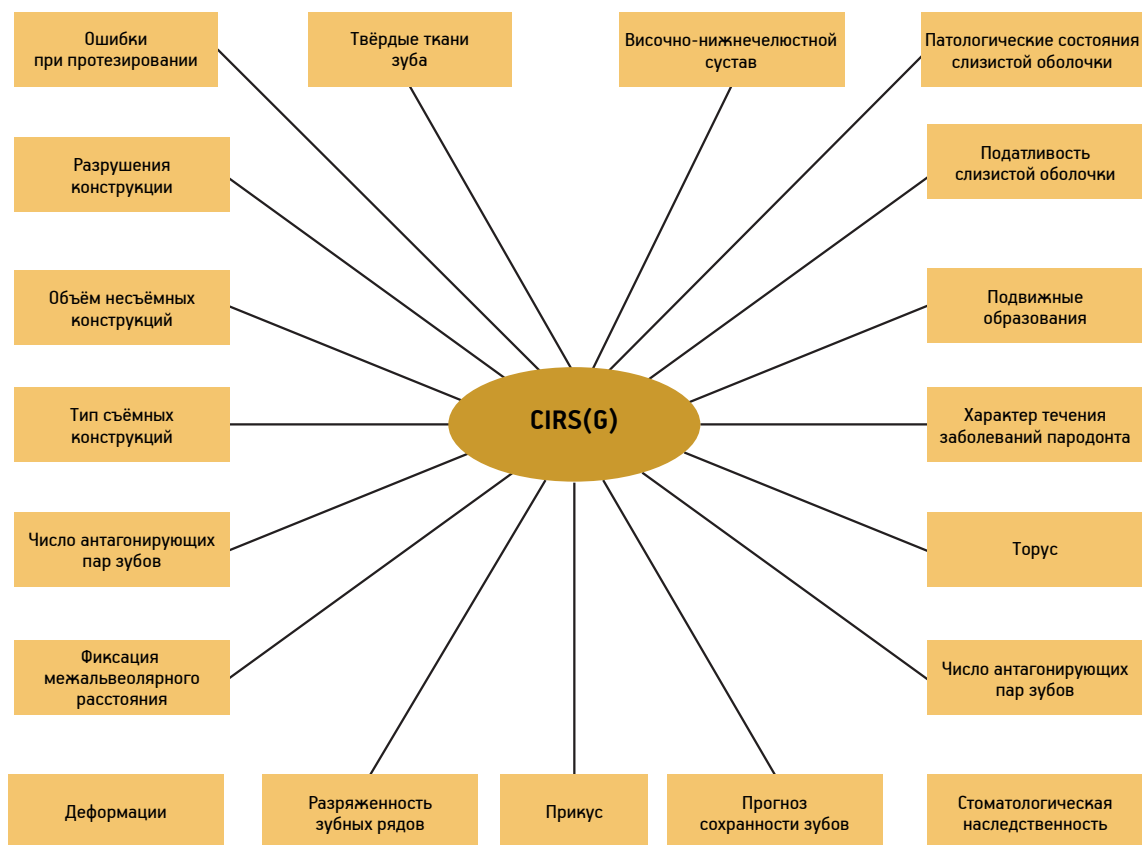 Ошибки
при протезировании
Твёрдые ткани
зуба
Височно-нижнечелюстной
сустав
Патологические состояния
слизистой оболочки
Разрушения
конструкции
Податливость
слизистой оболочки
Объём несъёмных
конструкций
Подвижные
образования
Тип съёмных
конструкций
CIRS(G)
Характер течения
заболеваний пародонта
Число антагонирующих
пар зубов
Торус
Фиксация
межальвеолярного
расстояния
Число антагонирующих
пар зубов
Деформации
Разряженность
зубных рядов
Прикус
Прогноз
сохранности зубов
Стоматологическая
наследственность